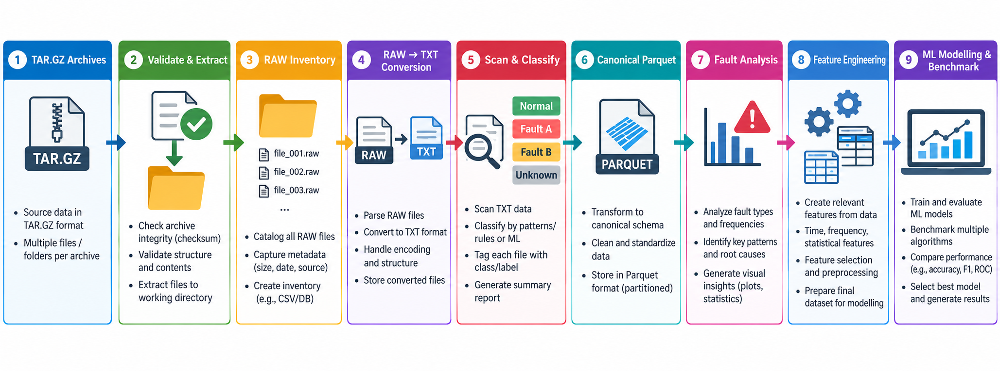 1 TAR.GZ Archives
TAR.GZ
• Source data in
TAR.GZ format
• Multiple files /
folders per archive
2 Validate & Extract
• Check archive
integrity (checksum)
• Validate structure
and contents
• Extract files to
working directory
3 RAW Inventory
file_001.raw
file_002.raw
file_003.raw
...
• Catalog all RAW files
• Capture metadata
(size, date, source)
• Create inventory
(e.g., CSV/DB)
4 RAW → TXT
Conversion
RAW
TXT
• Parse RAW files
• Convert to TXT format
• Handle encoding
and structure
• Store converted files
5 Scan & Classify
Normal
Fault A
Fault B
Unknown
• Scan TXT data
• Classify by patterns/
rules or ML
• Tag each file with
class/label
• Generate summary
report
6 Canonical Parquet
PARQUET
• Transform to
canonical schema
• Clean and standardize
data
• Store in Parquet
format (partitioned)
7 Fault Analysis
• Analyze fault types
and frequencies
• Identify key patterns
and root causes
• Generate visual
insights (plots,
statistics)
8 Feature Engineering
• Create relevant
features from data
• Time, frequency,
statistical features
• Feature selection
and preprocessing
• Prepare final
dataset for modelling
9 ML Modelling &
Benchmark
• Train and evaluate
ML models
• Benchmark multiple
algorithms
• Compare performance
(e.g., accuracy, F1, ROC)
• Select best model
and generate results